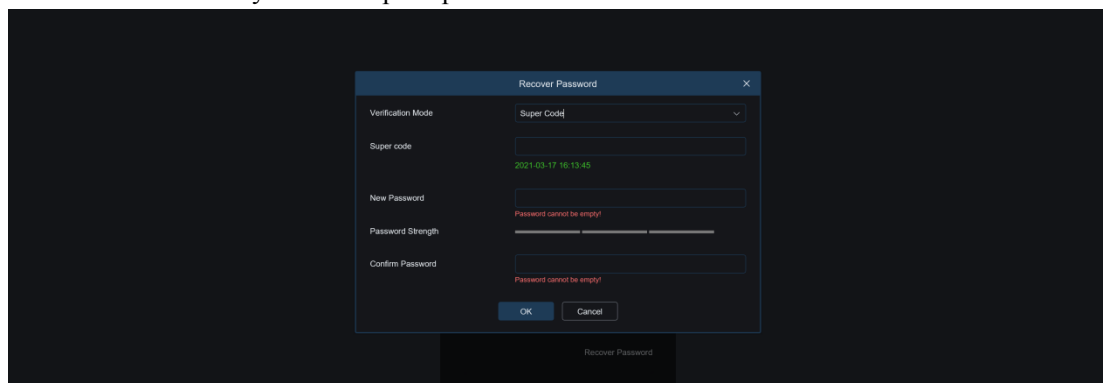 Recover Password
Verification Mode
Super Code
Super code
2021-03-17 16:13:45
New Password
Password cannot be empty!
Password Strength
Confirm Password
Password cannot be empty!
OK Cancel
Recover Password